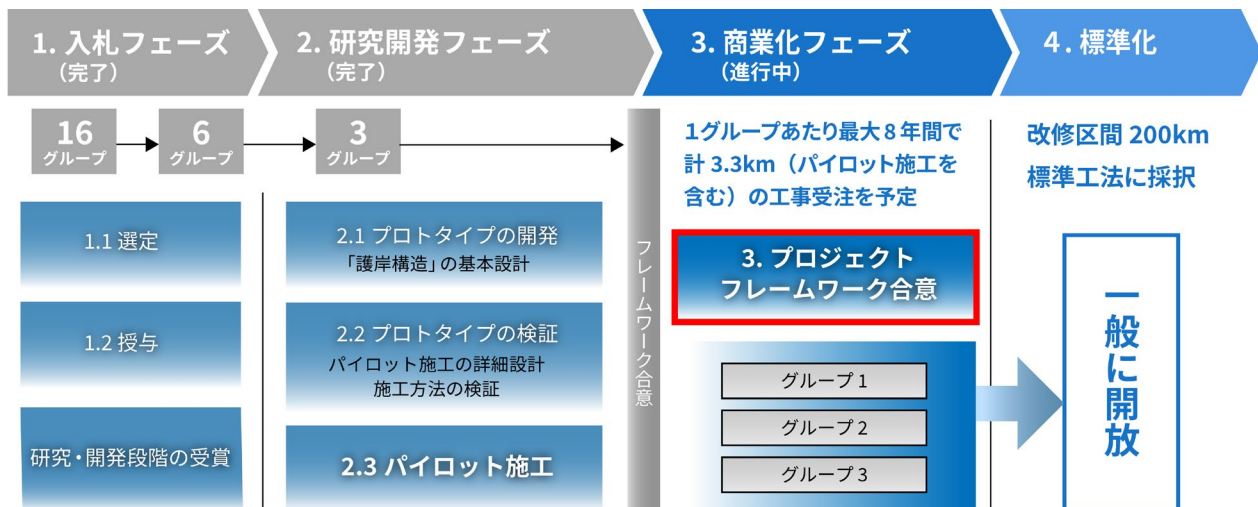 1. 入札フェーズ
(完了)
2. 研究開発フェーズ
(完了)
3. 商業化フェーズ
(進行中)
4. 標準化
16
グループ
6
グループ
3
グループ
1.1 選定
1.2 授与
研究・開発段階の受賞
2.1 プロトタイプの開発
「護岸構造」の基本設計
2.2 プロトタイプの検証
パイロット施工の詳細設計
施工方法の検証
2.3 パイロット施工
フレームワーク合意
1グループあたり最大8年間で
計 3.3km（パイロット施工を
含む）の工事受注を予定
3. プロジェクト
フレームワーク合意
グループ 1
グループ 2
グループ 3
改修区間 200km
標準工法に採択
一般に開放